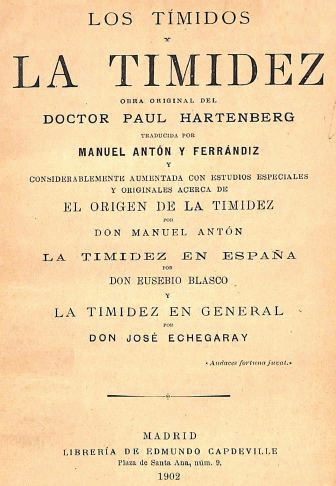 LOS TÍMIDOS
Y
LA TIMIDEZ
OBRA ORIGINAL DEL
DOCTOR PAUL HARTENBERG
TRADUCIDA POR
MANUEL ANTÓN Y FERRÁNDIZ
Y
CONSIDERABLEMENTE AUMENTADA CON ESTUDIOS ESPECIALES
Y ORIGINALES ACERCA DE
EL ORIGEN DE LA TIMIDEZ
POR
DON MANUEL ANTÓN
LA TIMIDEZ EN ESPAÑA
POR
DON EUSEBIO BLASCO
Y
LA TIMIDEZ EN GENERAL
POR
DON JOSÉ ECHEGARAY
«Audaces fortuna juvat.»
MADRID
LIBRERÍA DE EDMUNDO CAPDEVILLE
Plaza de Santa Ana, núm. 9.
1902